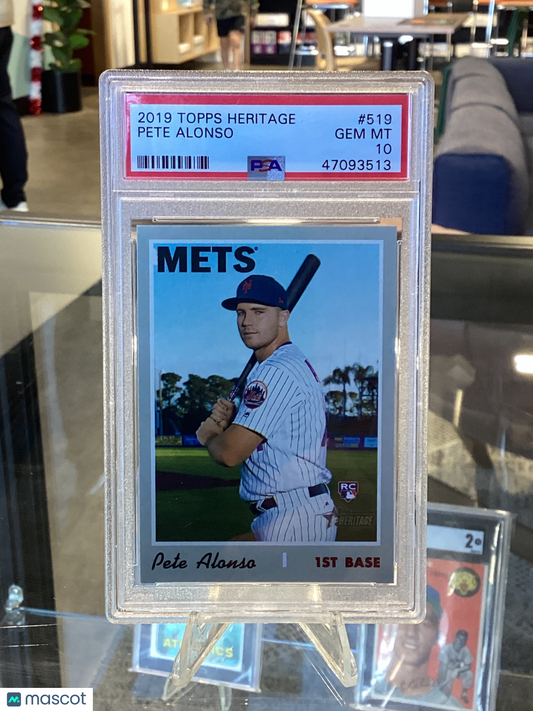 2019 TOPPS HERITAGE #519
PETE ALONSO GEM MT
10
PSA 47093513
METS
RC
HERITAGE
Pete Alonso 1ST BASE
2
ATHLETICS
mascot